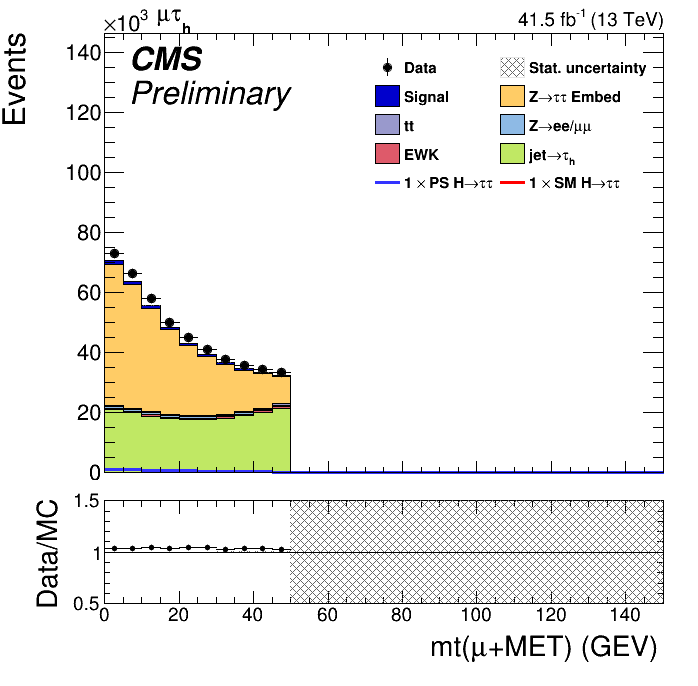 ×10³ μτh
41.5 fb⁻¹ (13 TeV)
CMS
Preliminary
Data
Stat. uncertainty
Signal
Z→ττ Embed
tt
Z→ee/μμ
EWK
jet→τh
1 × PS H→ττ
1 × SM H→ττ
Events
140
120
100
80
60
40
20
0
Data/MC
1.5
1
0.5
0 20 40 60 80 100 120 140
mt(μ+MET) (GEV)